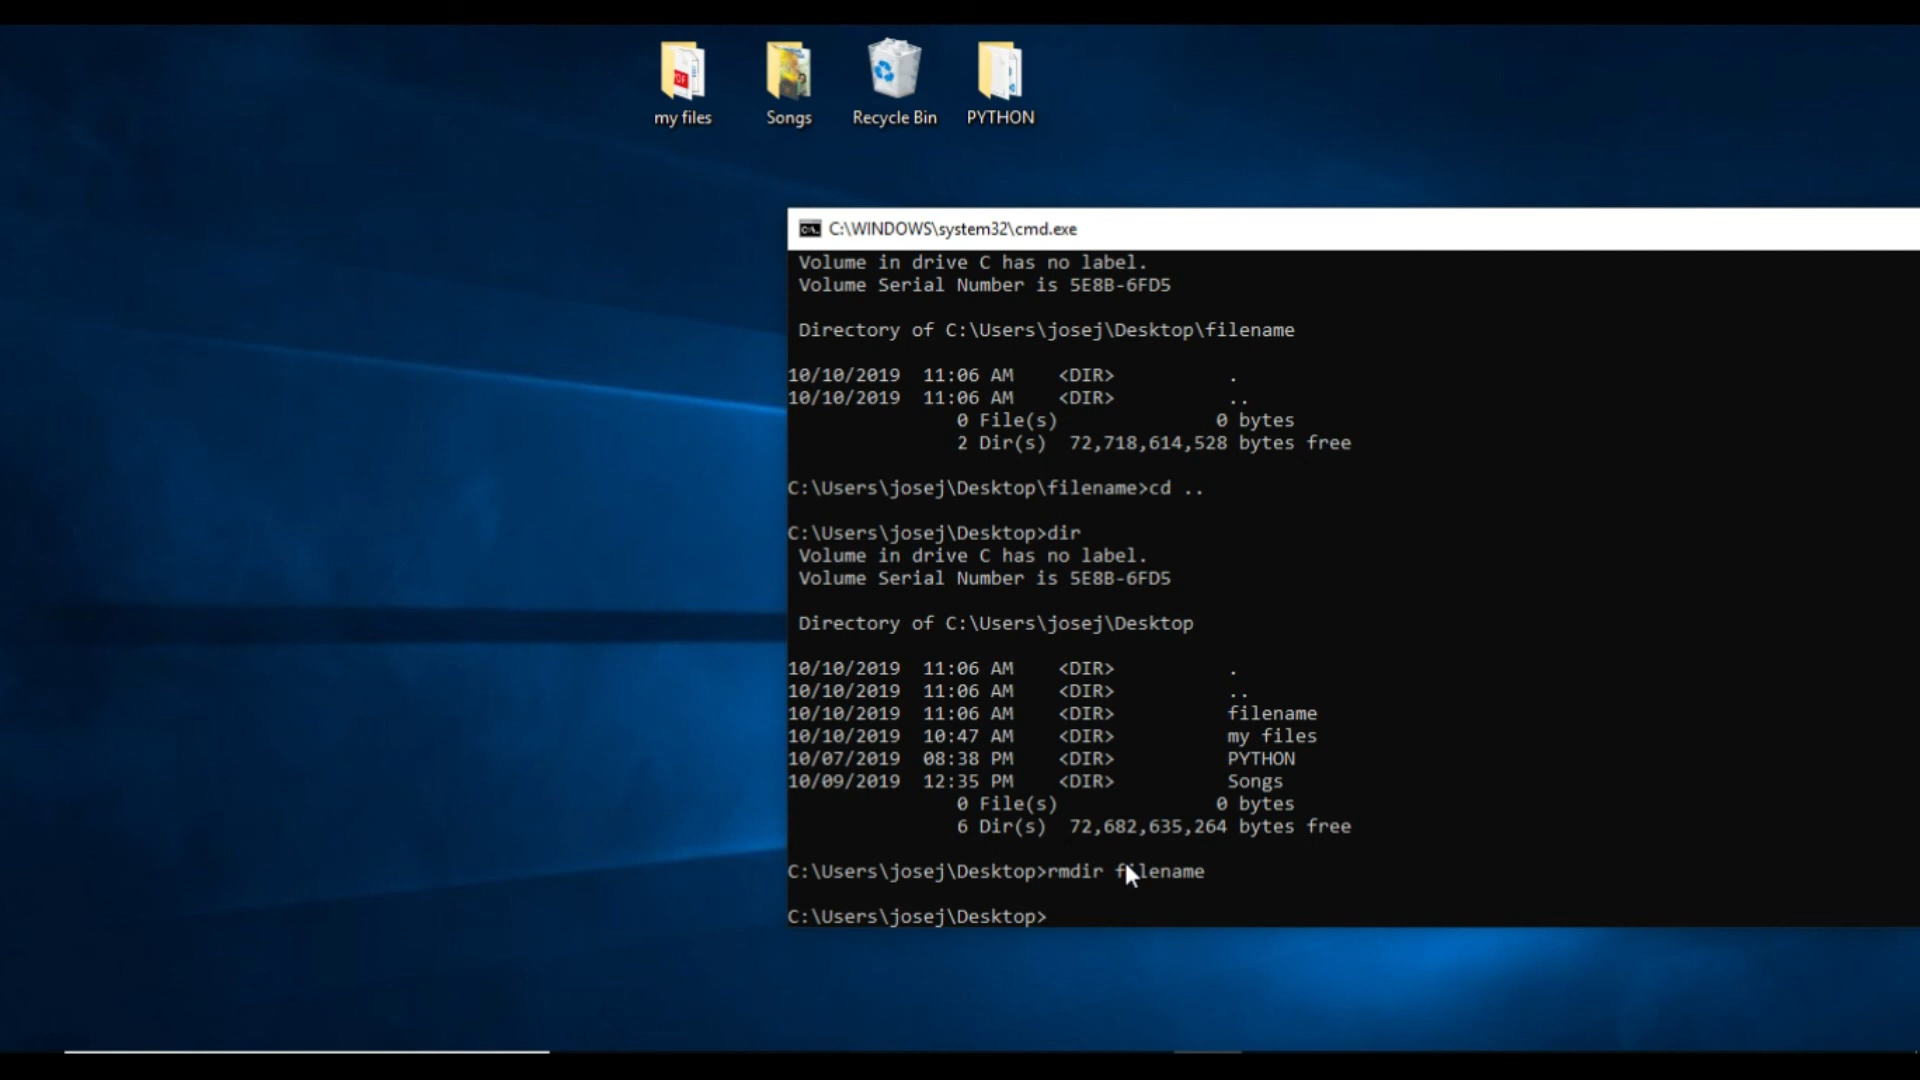 my files
Songs
Recycle Bin
PYTHON
C:\WINDOWS\system32\cmd.exe
Volume in drive C has no label.
Volume Serial Number is 5E8B-6FD5
Directory of C:\Users\josej\Desktop\filename
10/10/2019 11:06 AM <DIR> .
10/10/2019 11:06 AM <DIR> ..
0 File(s) 0 bytes
2 Dir(s) 72,718,614,528 bytes free
C:\Users\josej\Desktop\filename>cd ..
C:\Users\josej\Desktop>dir
Volume in drive C has no label.
Volume Serial Number is 5E8B-6FD5
Directory of C:\Users\josej\Desktop
10/10/2019 11:06 AM <DIR> .
10/10/2019 11:06 AM <DIR> ..
10/10/2019 11:06 AM <DIR> filename
10/10/2019 10:47 AM <DIR> my files
10/07/2019 08:38 PM <DIR> PYTHON
10/09/2019 12:35 PM <DIR> Songs
0 File(s) 0 bytes
6 Dir(s) 72,682,635,264 bytes free
C:\Users\josej\Desktop>rmdir filename
C:\Users\josej\Desktop>